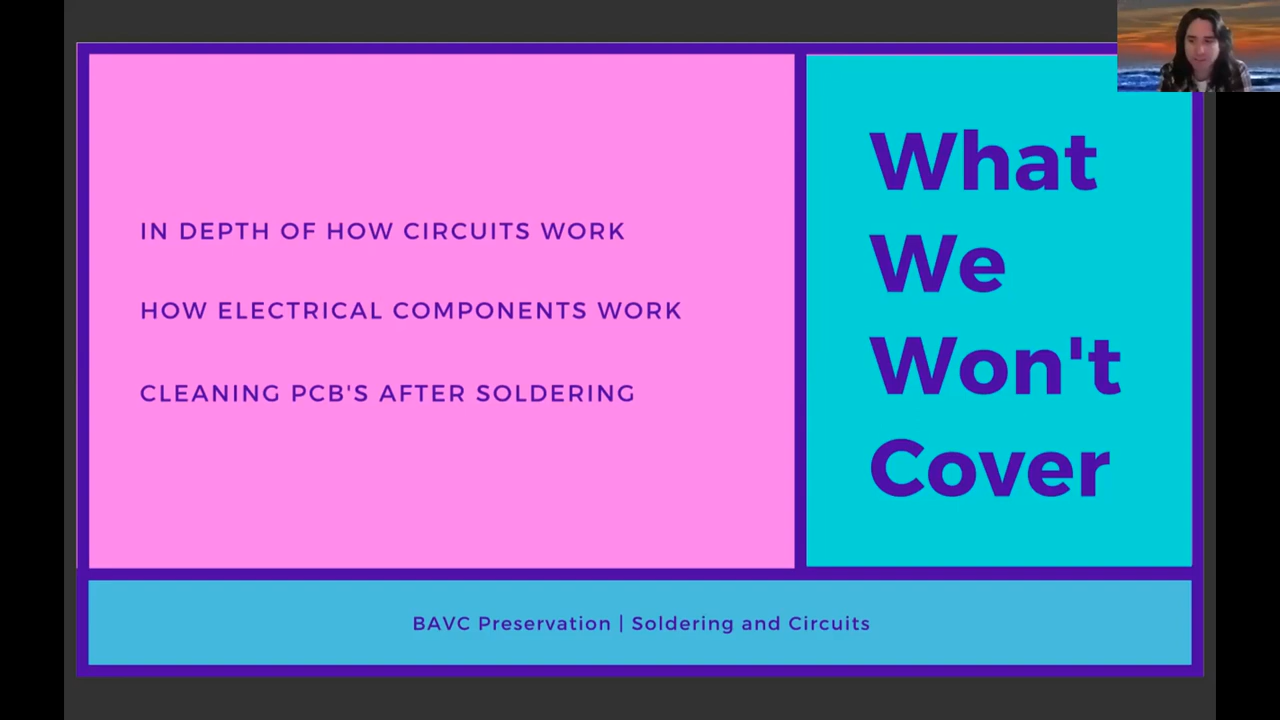 IN DEPTH OF HOW CIRCUITS WORK
HOW ELECTRICAL COMPONENTS WORK
CLEANING PCB'S AFTER SOLDERING
What
We
Won't
Cover
BAVC Preservation | Soldering and Circuits